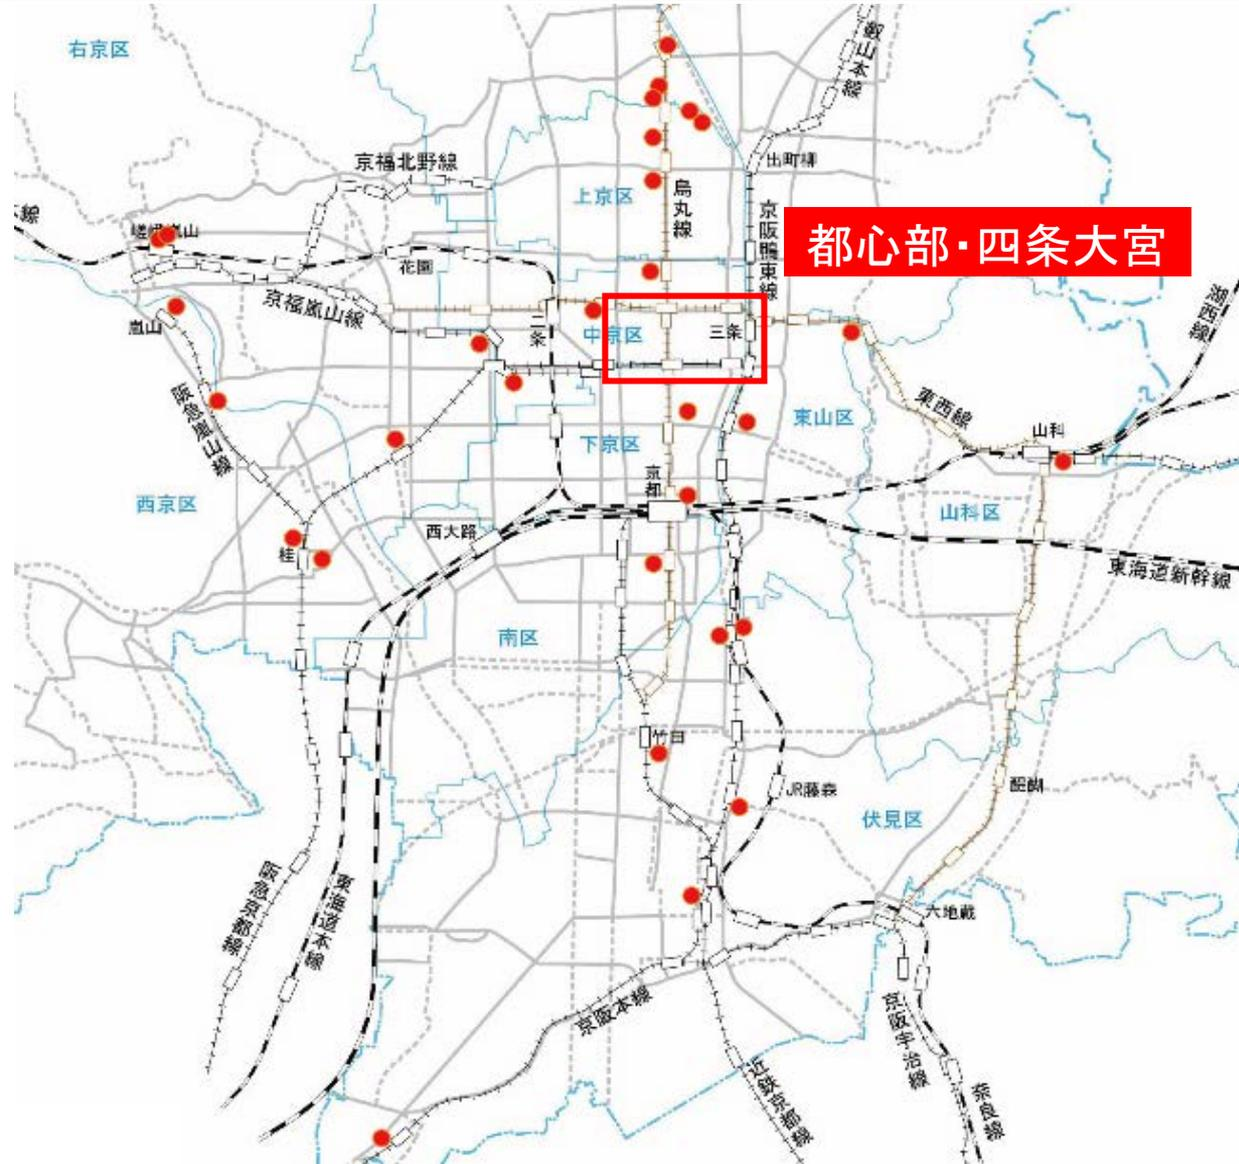 右京区
叡山本線
京福北野線
出町柳
上京区
烏丸線
京阪鴨東線
都心部・四条大宮
嵯峨嵐山
花園
湖西線
京福嵐山線
嵐山
二条
中京区
三条
阪急嵐山線
東山区
東西線
下京区
山科
京都
西京区
西大路
山科区
桂
東海道新幹線
南区
竹田
JR藤森
醍醐
伏見区
阪急京都線
東海道本線
六地蔵
京阪本線
京阪宇治線
近鉄京都線
奈良線